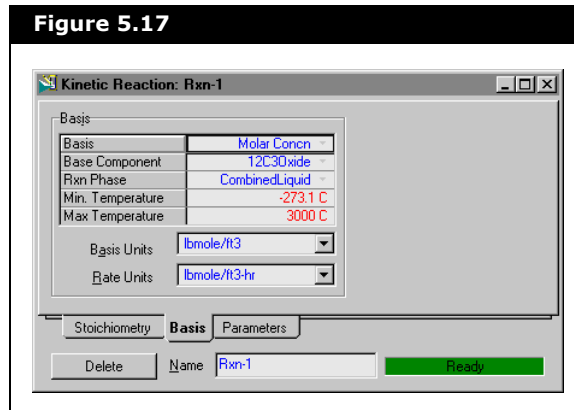 Figure 5.17
Kinetic Reaction: Rxn-1
Basis
Basis Molar Concn
Base Component 12C3Oxide
Rxn Phase CombinedLiquid
Min. Temperature -273.1 C
Max Temperature 3000 C
Basis Units lbmole/ft3
Rate Units lbmole/ft3-hr
Stoichiometry Basis Parameters
Delete Name Rxn-1 Ready